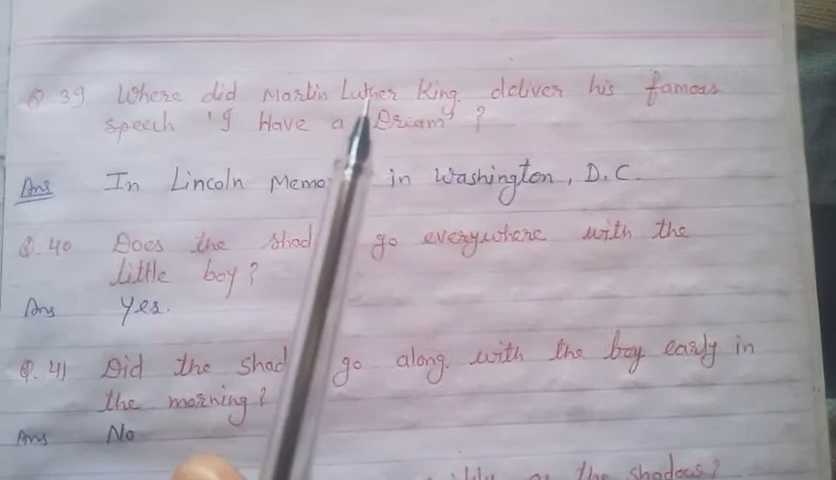 Q.39 Where did Martin Luther King deliver his famous
speech 'I Have a Dream' ?
Ans In Lincoln Memo in Washington, D.C.
Q.40 Does the shad go everywhere with the
little boy?
Ans Yes.
Q.41 Did the shad go along with the boy early in
the morning?
Ans No
the shadow?